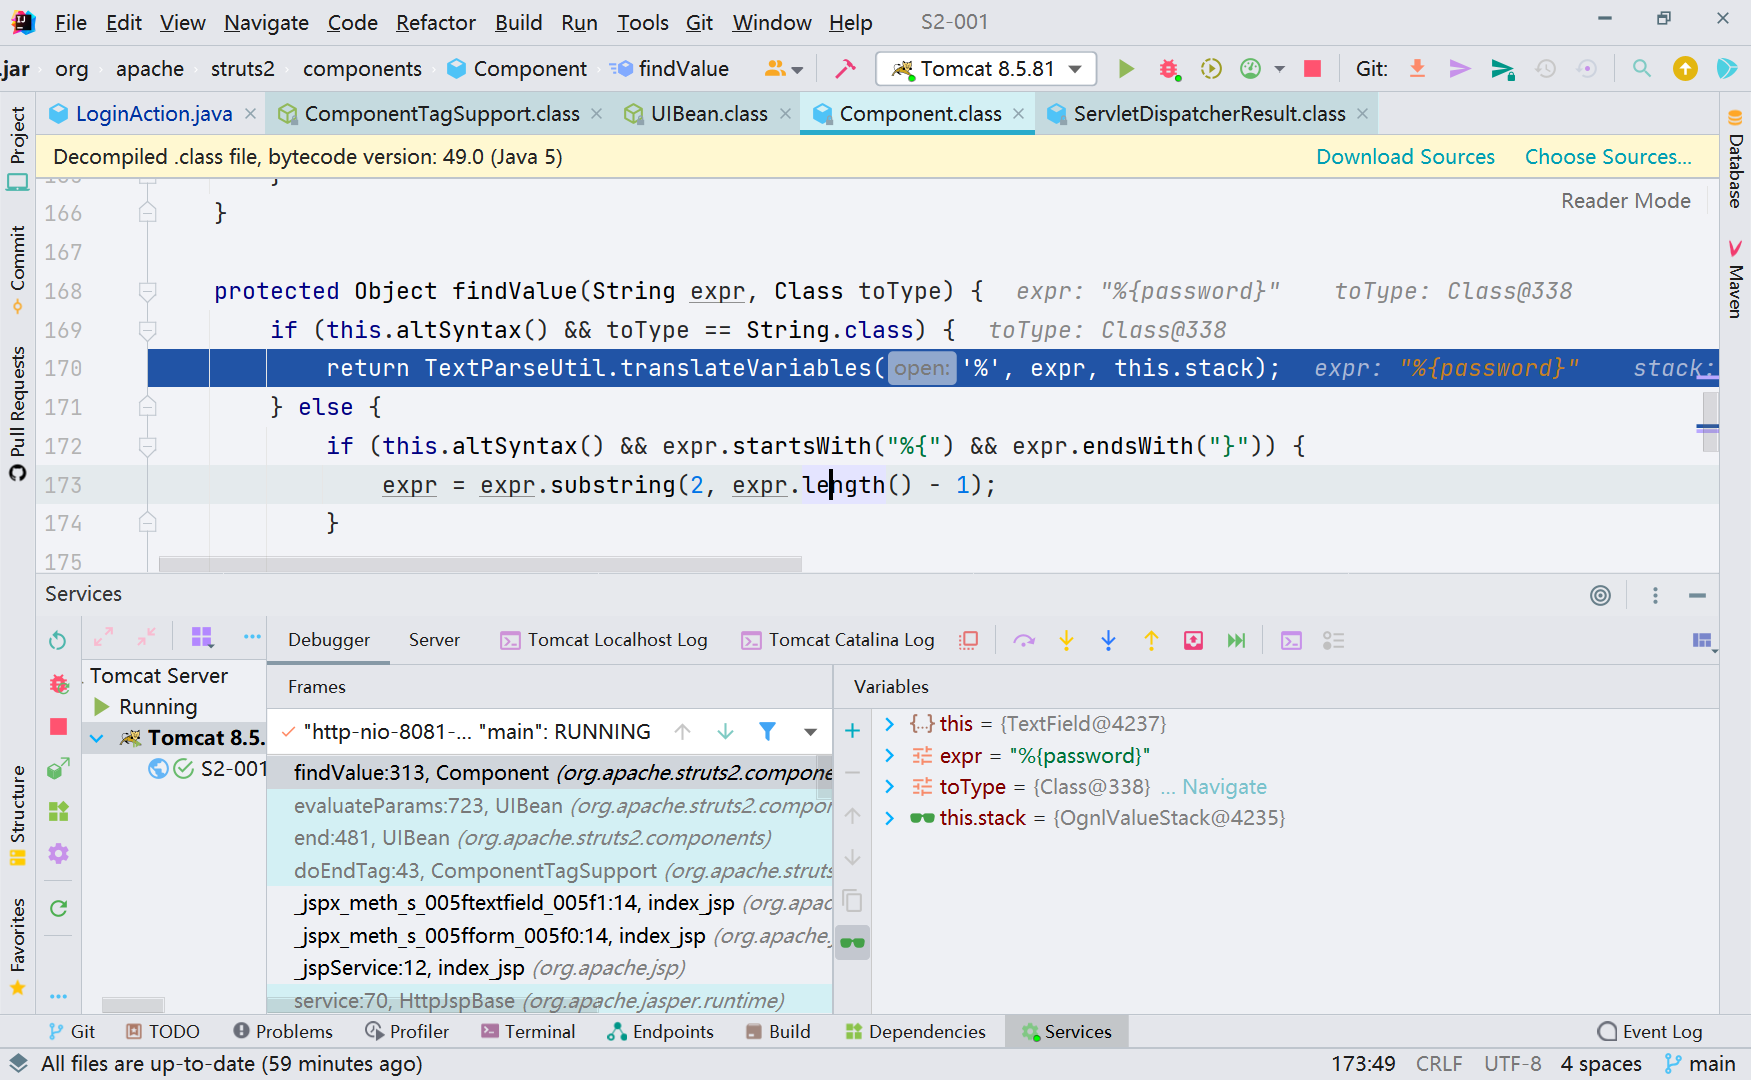 File Edit View Navigate Code Refactor Build Run Tools Git Window Help S2-001
.jar org apache struts2 components Component findValue Tomcat 8.5.81 Git:
LoginAction.java ComponentTagSupport.class UIBean.class Component.class ServletDispatcherResult.class
Decompiled .class file, bytecode version: 49.0 (Java 5) Download Sources Choose Sources...
Reader Mode
}
166 }
167
168 protected Object findValue(String expr, Class toType) { expr: "%{password}" toType: Class@338
169 if (this.altSyntax() && toType == String.class) { toType: Class@338
170 return TextParseUtil.translateVariables( open: '%', expr, this.stack); expr: "%{password}" stack:
171 } else {
172 if (this.altSyntax() && expr.startsWith("%{") && expr.endsWith("}")) {
173 expr = expr.substring(2, expr.length() - 1);
174 }
175
Project
Commit
Pull Requests
Structure
Favorites
Database
Maven
Services
Debugger Server Tomcat Localhost Log Tomcat Catalina Log
Tomcat Server
Running
Tomcat 8.5.
S2-001
Frames
"http-nio-8081-... "main": RUNNING
findValue:313, Component (org.apache.struts2.compone
evaluateParams:723, UIBean (org.apache.struts2.compor
end:481, UIBean (org.apache.struts2.components)
doEndTag:43, ComponentTagSupport (org.apache.struts
_jspx_meth_s_005ftextfield_005f1:14, index_jsp (org.apac
_jspx_meth_s_005fform_005f0:14, index_jsp (org.apache.
_jspService:12, index_jsp (org.apache.jsp)
service:70, HttpJspBase (org.apache.jasper.runtime)
Variables
this = {TextField@4237}
expr = "%{password}"
toType = {Class@338} ... Navigate
this.stack = {OgnlValueStack@4235}
Git TODO Problems Profiler Terminal Endpoints Build Dependencies Services Event Log
All files are up-to-date (59 minutes ago) 173:49 CRLF UTF-8 4 spaces main